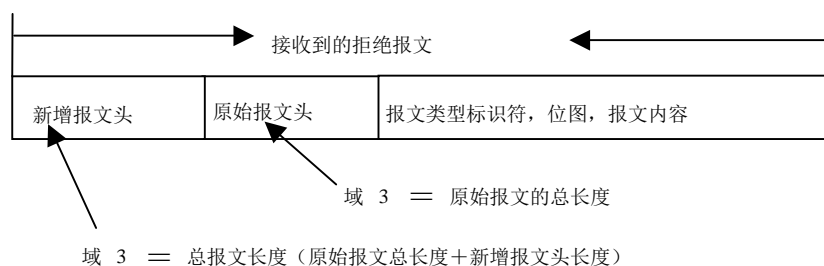 接收到的拒绝报文
新增报文头
原始报文头
报文类型标识符，位图，报文内容
域 3 = 原始报文的总长度
域 3 = 总报文长度（原始报文总长度＋新增报文头长度）